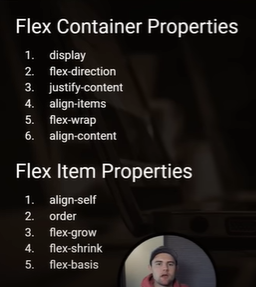 Flex Container Properties
1. display
2. flex-direction
3. justify-content
4. align-items
5. flex-wrap
6. align-content
Flex Item Properties
1. align-self
2. order
3. flex-grow
4. flex-shrink
5. flex-basis